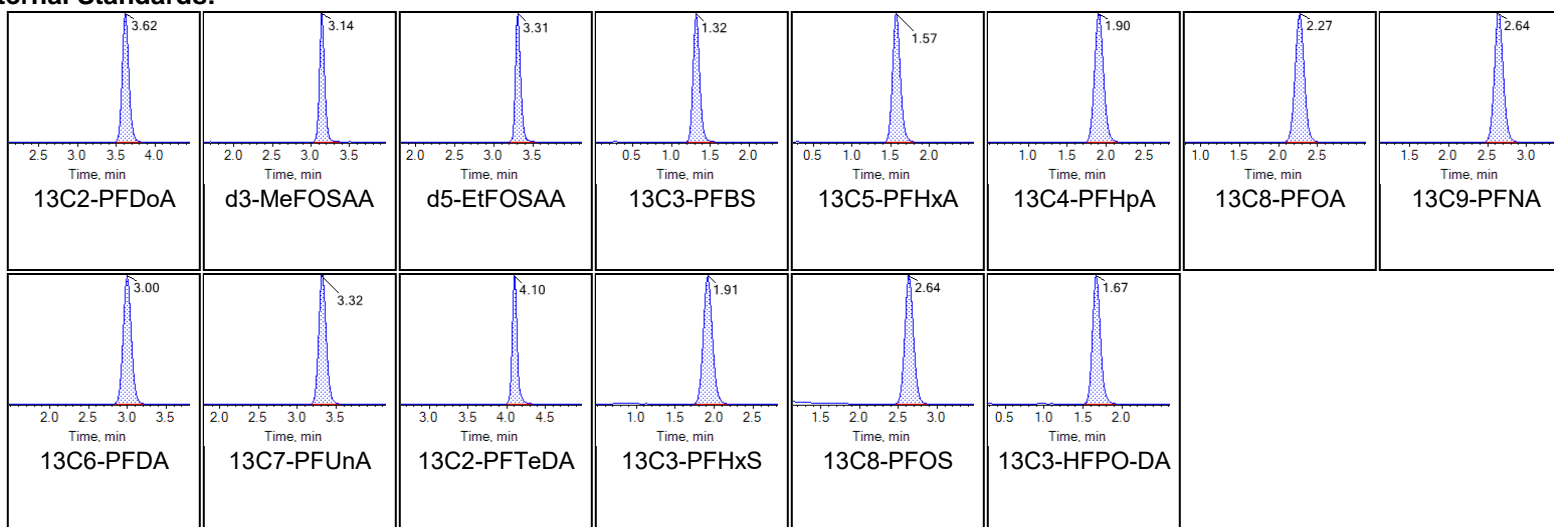 ternal Standards:
3.62 3.14 3.31 1.32 1.57 1.90 2.27 2.64
2.5 3.0 3.5 4.0 2.0 2.5 3.0 3.5 2.0 2.5 3.0 3.5 0.5 1.0 1.5 2.0 0.5 1.0 1.5 2.0 1.0 1.5 2.0 2.5 1.0 1.5 2.0 2.5 1.5 2.0 2.5 3.0
Time, min Time, min Time, min Time, min Time, min Time, min Time, min Time, min
13C2-PFDoA d3-MeFOSAA d5-EtFOSAA 13C3-PFBS 13C5-PFHxA 13C4-PFHpA 13C8-PFOA 13C9-PFNA
3.00 3.32 4.10 1.91 2.64 1.67
2.0 2.5 3.0 3.5 2.0 2.5 3.0 3.5 3.0 3.5 4.0 4.5 1.0 1.5 2.0 2.5 1.5 2.0 2.5 3.0 0.5 1.0 1.5 2.0
Time, min Time, min Time, min Time, min Time, min Time, min
13C6-PFDA 13C7-PFUnA 13C2-PFTeDA 13C3-PFHxS 13C8-PFOS 13C3-HFPO-DA